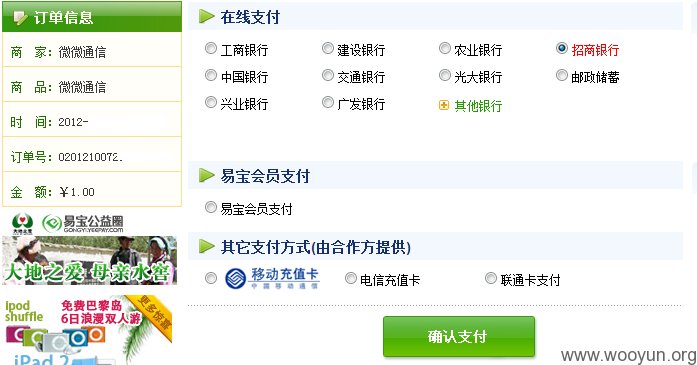 订单信息
商 家：微微通信
商 品：微微通信
时 间：2012-
订单号：0201210072.
金 额：￥1.00
大地之爱
易宝公益圈
GONGYI.YEEPAY.COM
大地之爱 母亲水窖
ipod
shuffle
免费巴黎岛
6日浪漫双人游
更多惊喜
iPad 2
在线支付
工商银行 建设银行 农业银行 招商银行
中国银行 交通银行 光大银行 邮政储蓄
兴业银行 广发银行 其他银行
易宝会员支付
易宝会员支付
其它支付方式(由合作方提供)
移动充值卡 电信充值卡 联通卡支付
中国移动通信
确认支付
www.wooyun.org